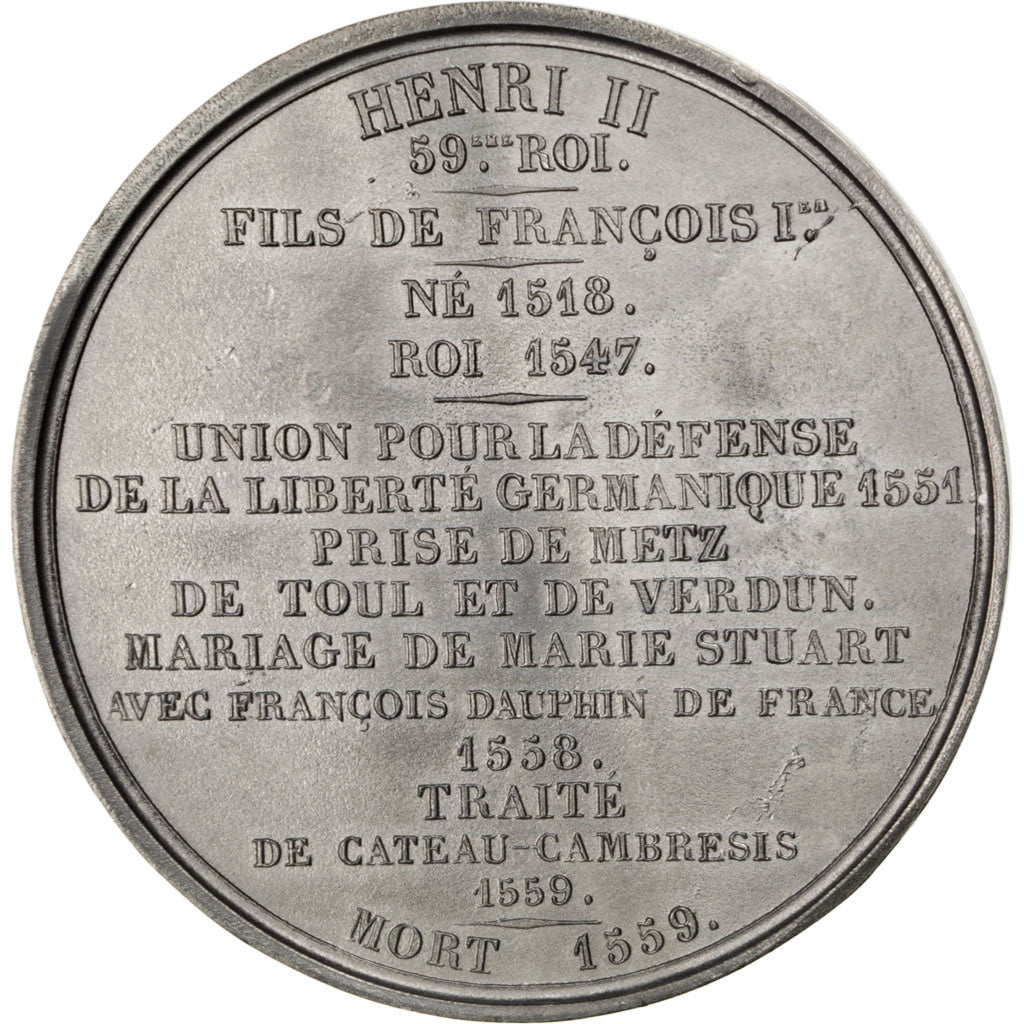 HENRI II
59.EME ROI.
FILS DE FRANÇOIS I.ER
NÉ 1518.
ROI 1547.
UNION POUR LA DÉFENSE
DE LA LIBERTÉ GERMANIQUE 1551.
PRISE DE METZ
DE TOUL ET DE VERDUN.
MARIAGE DE MARIE STUART
AVEC FRANÇOIS DAUPHIN DE FRANCE
1558.
TRAITÉ
DE CATEAU-CAMBRESIS
1559.
MORT 1559.